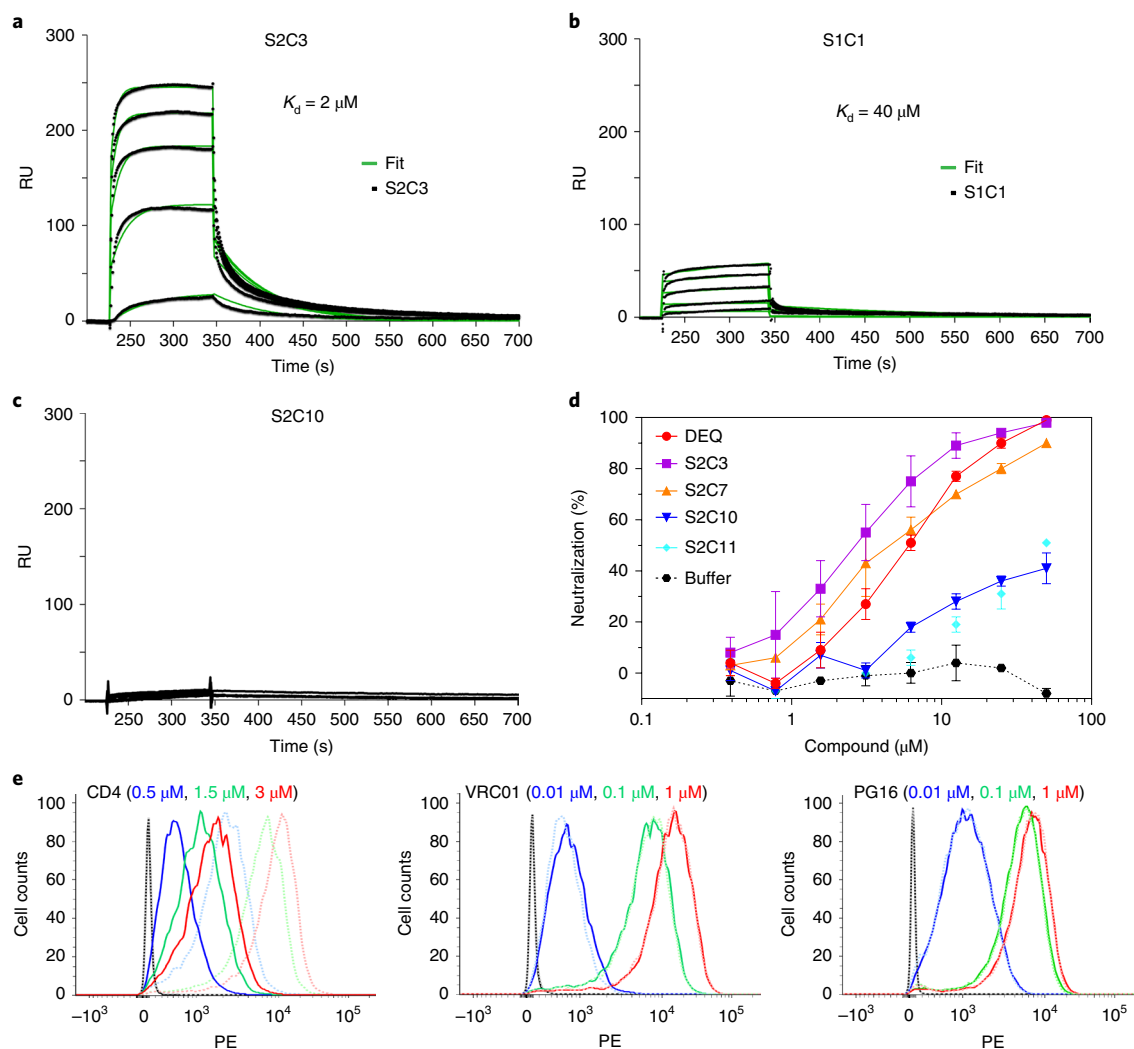 a
S2C3
300
200
100
0
RU
Kd = 2 μM
Fit
S2C3
250 300 350 400 450 500 550 600 650 700
Time (s)
b
S1C1
300
200
100
0
RU
Kd = 40 μM
Fit
S1C1
250 300 350 400 450 500 550 600 650 700
Time (s)
c
S2C10
300
200
100
0
RU
250 300 350 400 450 500 550 600 650 700
Time (s)
d
100
80
60
40
20
0
Neutralization (%)
DEQ
S2C3
S2C7
S2C10
S2C11
Buffer
0.1 1 10 100
Compound (μM)
e
CD4 (0.5 μM, 1.5 μM, 3 μM)
100
80
60
40
20
0
Cell counts
–10³ 0 10³ 10⁴ 10⁵
PE
VRC01 (0.01 μM, 0.1 μM, 1 μM)
100
80
60
40
20
0
Cell counts
–10³ 0 10³ 10⁴ 10⁵
PE
PG16 (0.01 μM, 0.1 μM, 1 μM)
100
80
60
40
20
0
Cell counts
–10³ 0 10³ 10⁴ 10⁵
PE